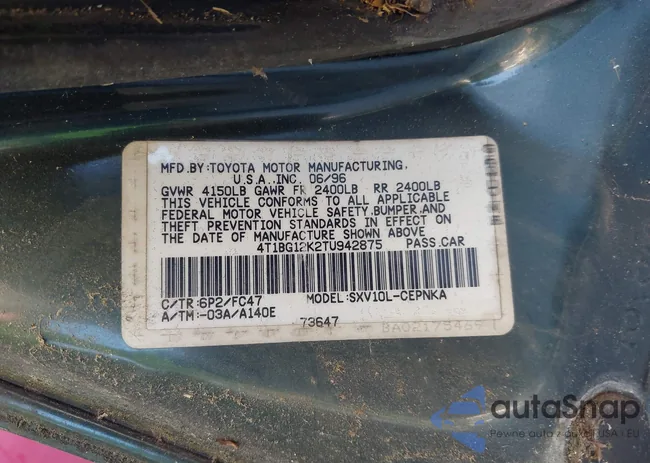 MFD.BY:TOYOTA MOTOR MANUFACTURING,
U.S.A.,INC. 06/96
GVWR 4150LB GAWR FR 2400LB RR 2400LB
THIS VEHICLE CONFORMS TO ALL APPLICABLE
FEDERAL MOTOR VEHICLE SAFETY,BUMPER,AND
THEFT PREVENTION STANDARDS IN EFFECT ON
THE DATE OF MANUFACTURE SHOWN ABOVE
4T1BG12K2TU942875 PASS.CAR
C/TR:6P2/FC47 MODEL:SXV10L-CEPNKA
A/TM:-03A/A140E 73647
autoSnap